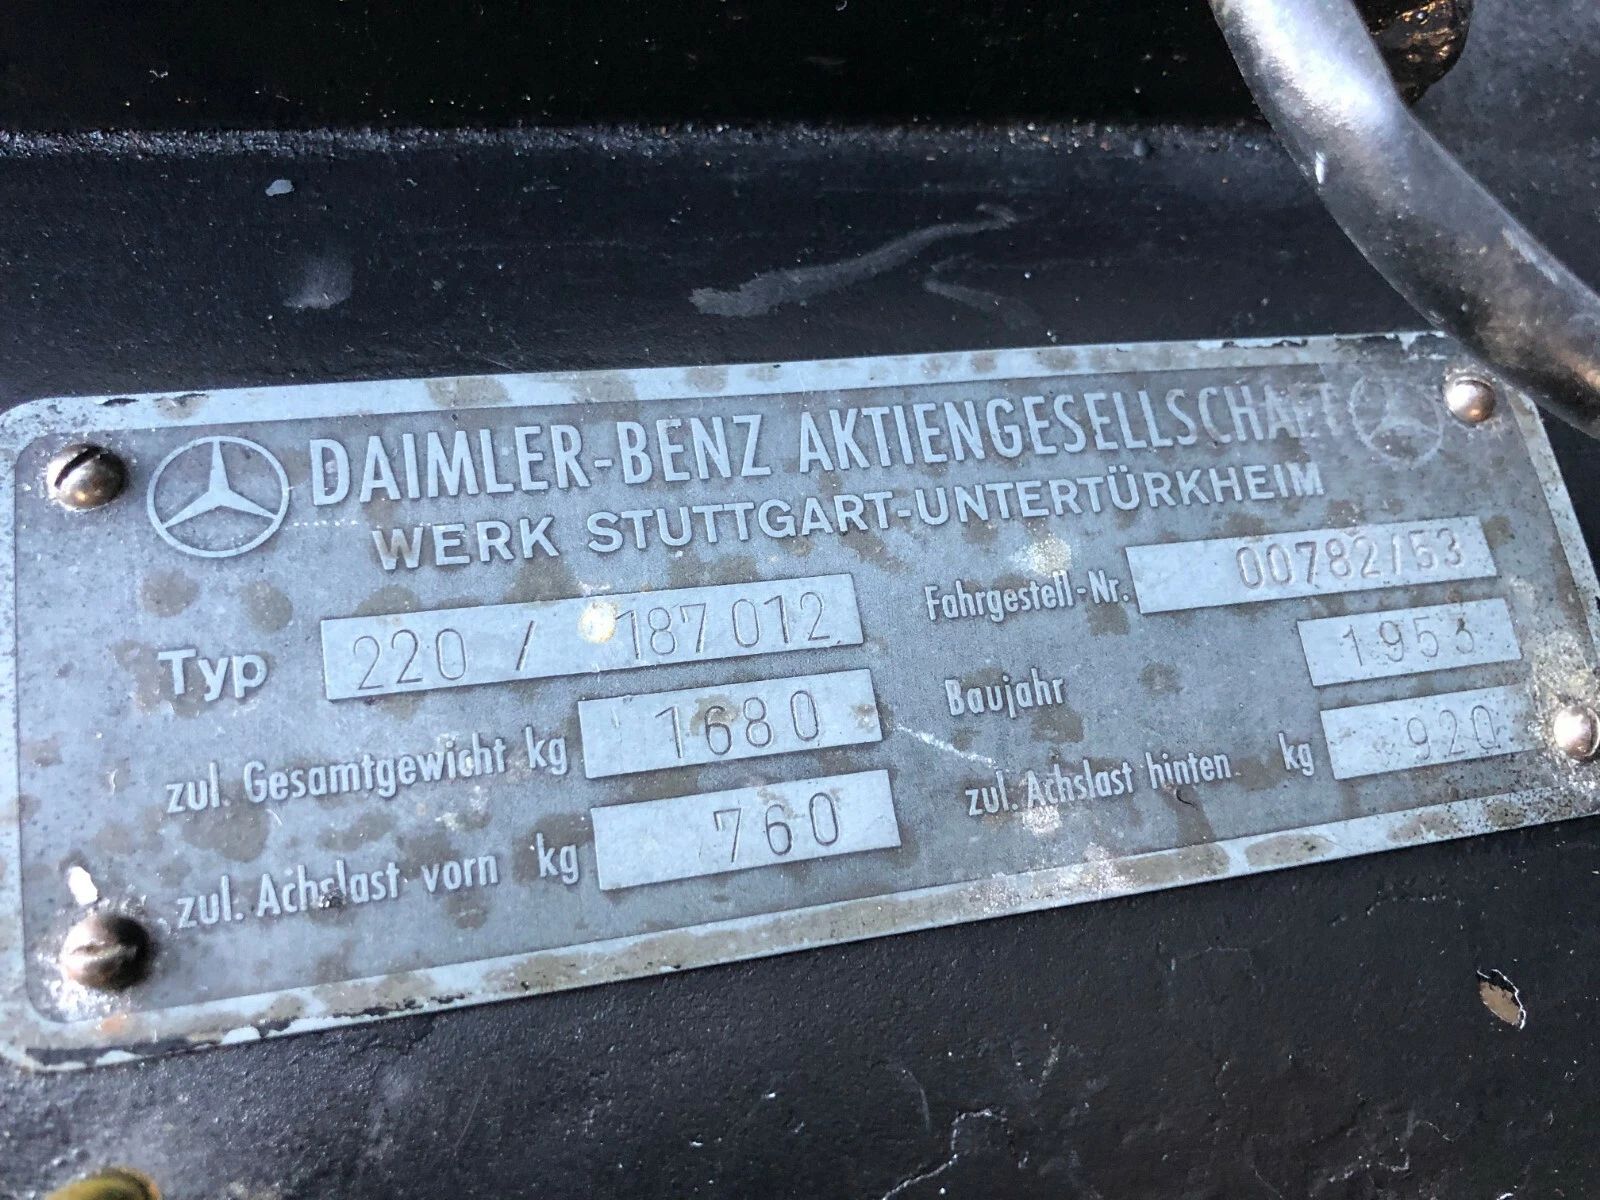 DAIMLER-BENZ AKTIENGESELLSCHAFT
WERK STUTTGART-UNTERTÜRKHEIM
Typ 220 / 187 012 Fahrgestell-Nr. 00782/53
zul. Gesamtgewicht kg 1680 Baujahr 1953
zul. Achslast vorn kg 760 zul. Achslast hinten kg 920